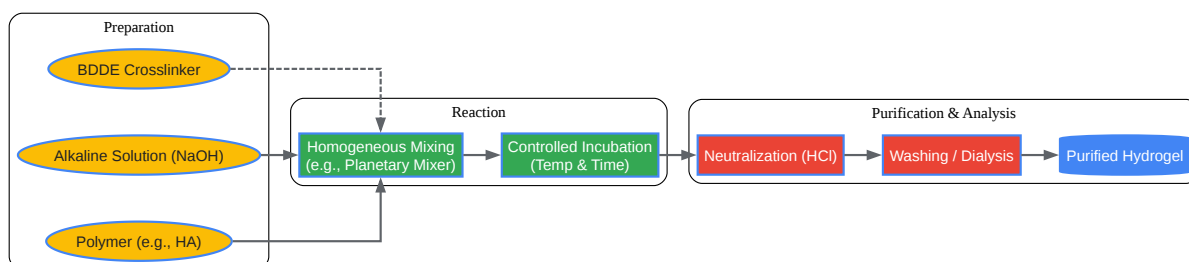 Preparation
BDDE Crosslinker
Alkaline Solution (NaOH)
Polymer (e.g., HA)
Reaction
Homogeneous Mixing
(e.g., Planetary Mixer)
Controlled Incubation
(Temp & Time)
Purification & Analysis
Neutralization (HCl)
Washing / Dialysis
Purified Hydrogel